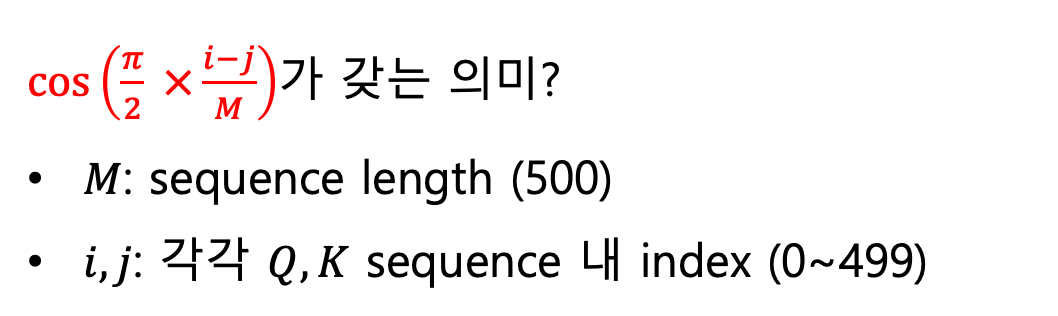 cos(π/2 × (i−j)/M)가 갖는 의미?
• M: sequence length (500)
• i, j: 각각 Q, K sequence 내 index (0~499)